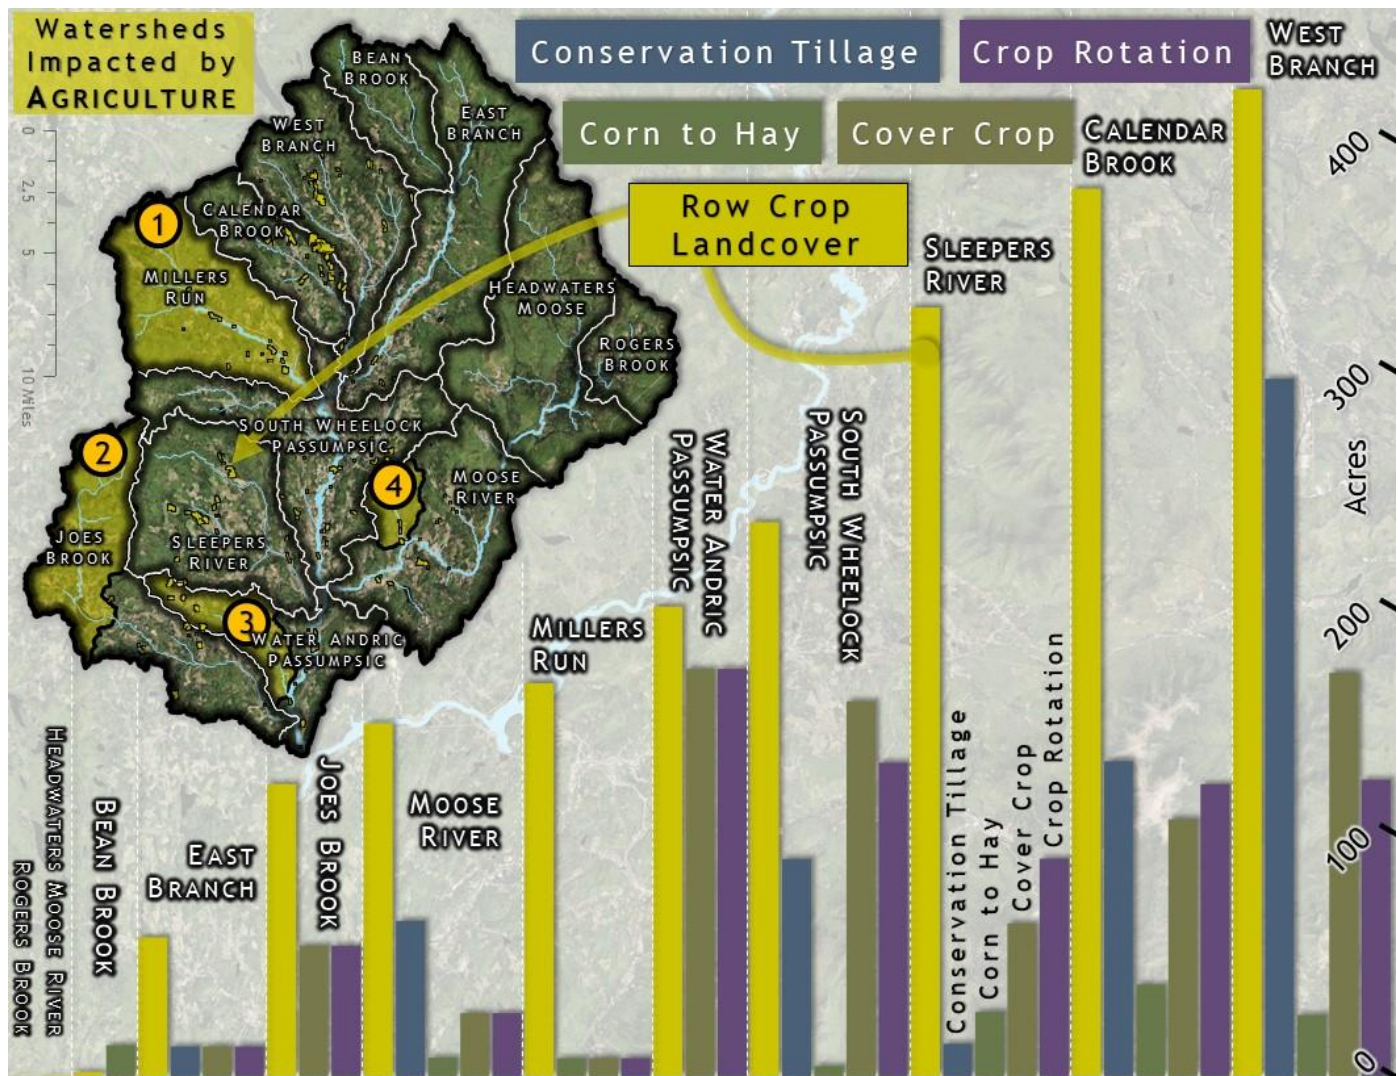 Watersheds
Impacted by
AGRICULTURE
Conservation Tillage
Crop Rotation
Corn to Hay
Cover Crop
Row Crop
Landcover
0
2.5
5
10 Miles
BEAN
BROOK
WEST
BRANCH
EAST
BRANCH
CALENDAR
BROOK
1
MILLERS
RUN
HEADWATERS
MOOSE
ROGERS
BROOK
SOUTH WHEELOCK
PASSUMPSIC
2
4
MOOSE
RIVER
JOES
BROOK
SLEEPERS
RIVER
3
WATER ANDRIC
PASSUMPSIC
ROGERS BROOK
HEADWATERS MOOSE RIVER
BEAN BROOK
EAST
BRANCH
JOES BROOK
MOOSE
RIVER
MILLERS
RUN
WATER ANDRIC
PASSUMPSIC
SOUTH WHEELOCK
PASSUMPSIC
SLEEPERS
RIVER
Conservation Tillage
Corn to Hay
Cover Crop
Crop Rotation
CALENDAR
BROOK
WEST
BRANCH
400
300
Acres
200
100
0